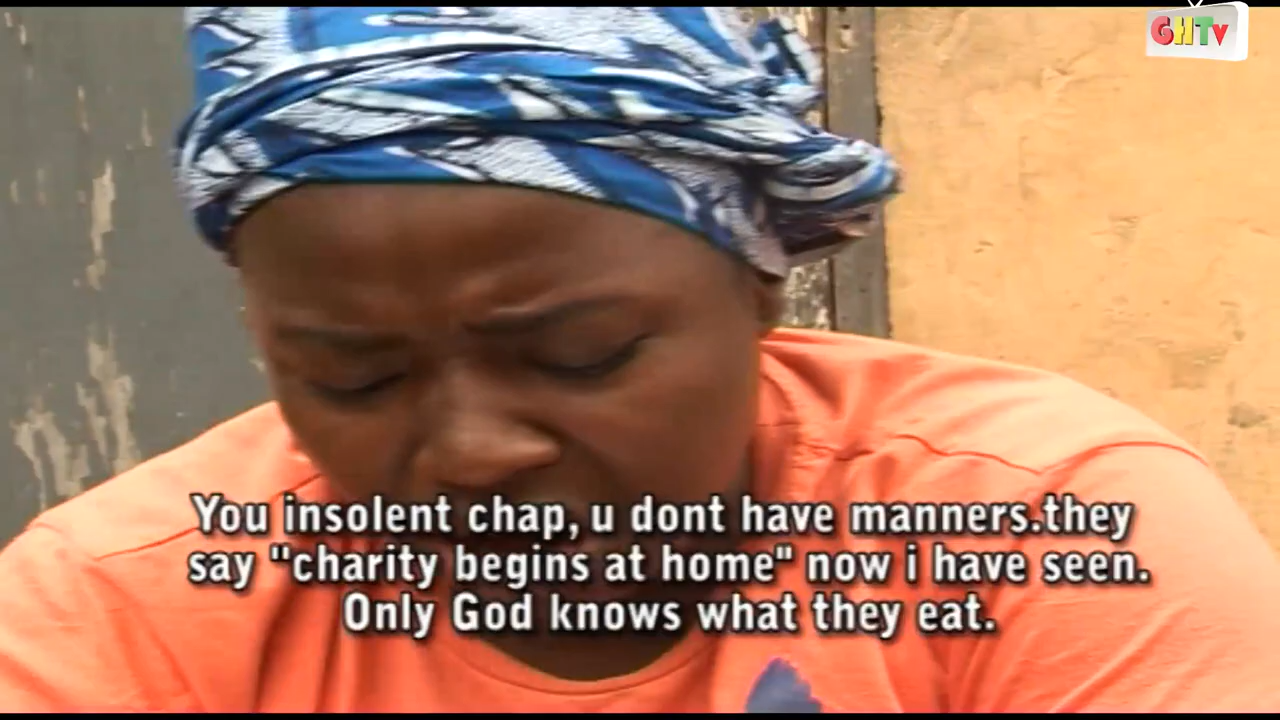 GHTv
You insolent chap, u dont have manners.they
say "charity begins at home" now i have seen.
Only God knows what they eat.